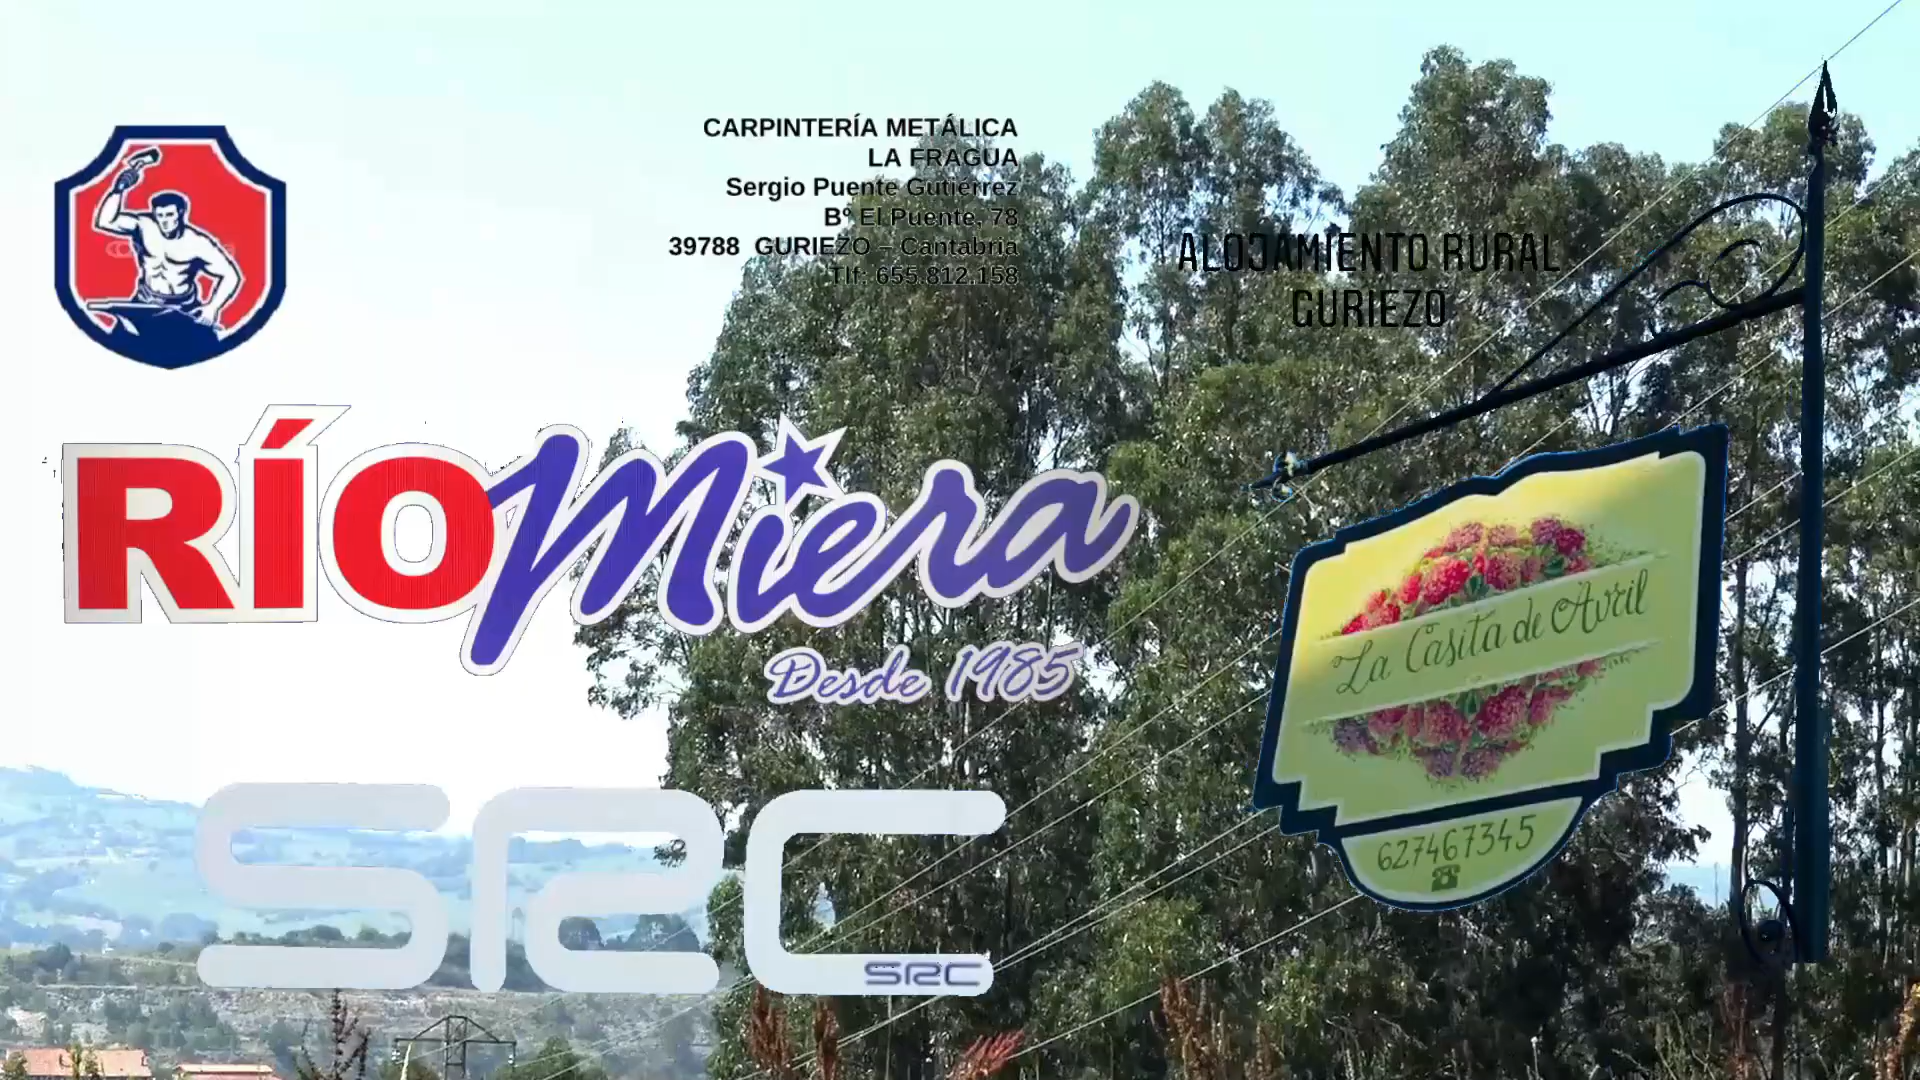 CARPINTERÍA METÁLICA
LA FRAGUA
Sergio Puente Gutiérrez
Bº El Puente, 78
39788 GURIEZO – Cantabria
Tlf: 655.812.158
ALOJAMIENTO RURAL
GURIEZO
RÍO Miera
Desde 1985
La Casita de Avril
627467345
SRC
SRC